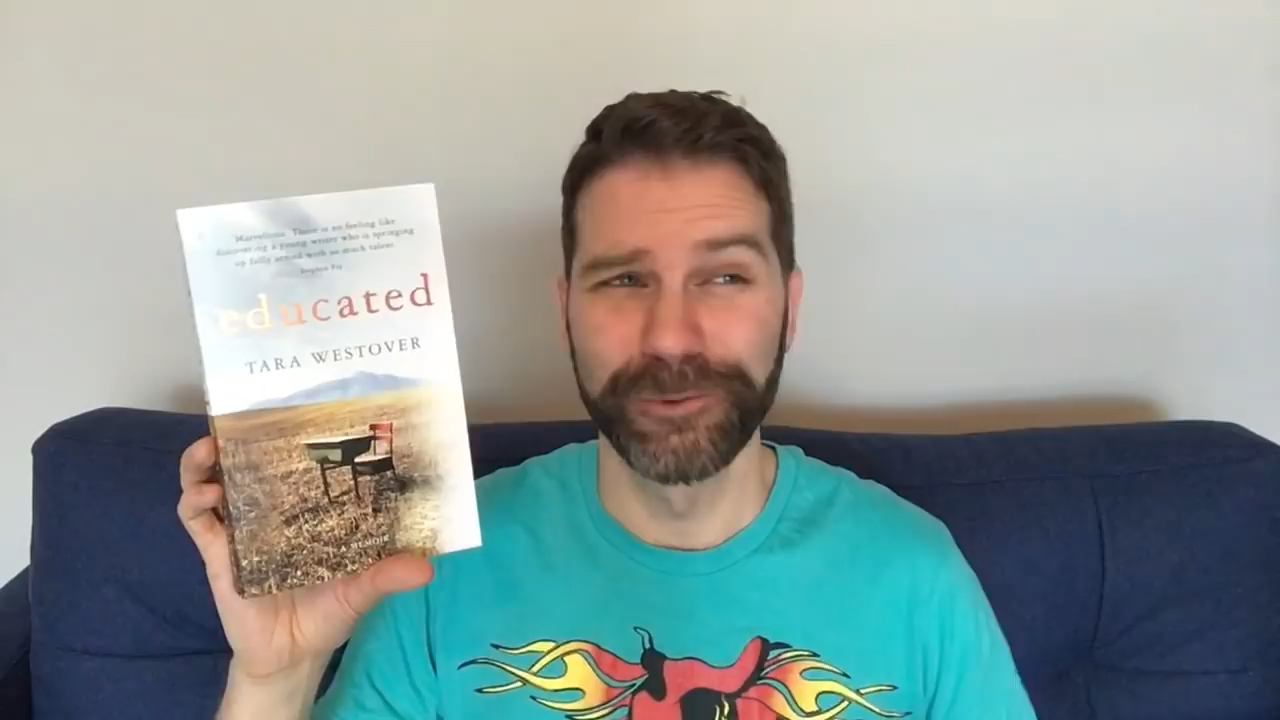 Marvellous. There is no feeling like
discovering a young writer who is springing
up fully armed with so much talent
Stephen Fry
educated
TARA WESTOVER
A MEMOIR